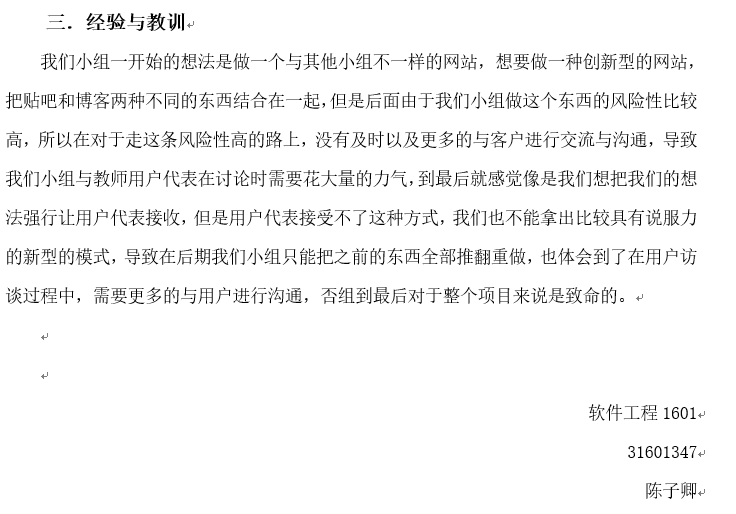 三．经验与教训
我们小组一开始的想法是做一个与其他小组不一样的网站，想要做一种创新型的网站，
把贴吧和博客两种不同的东西结合在一起，但是后面由于我们小组做这个东西的风险性比较
高，所以在对于走这条风险性高的路上，没有及时以及更多的与客户进行交流与沟通，导致
我们小组与教师用户代表在讨论时需要花大量的力气，到最后就感觉像是我们想把我们的想
法强行让用户代表接收，但是用户代表接受不了这种方式，我们也不能拿出比较具有说服力
的新型的模式，导致在后期我们小组只能把之前的东西全部推翻重做，也体会到了在用户访
谈过程中，需要更多的与用户进行沟通，否组到最后对于整个项目来说是致命的。
软件工程 1601
31601347
陈子卿